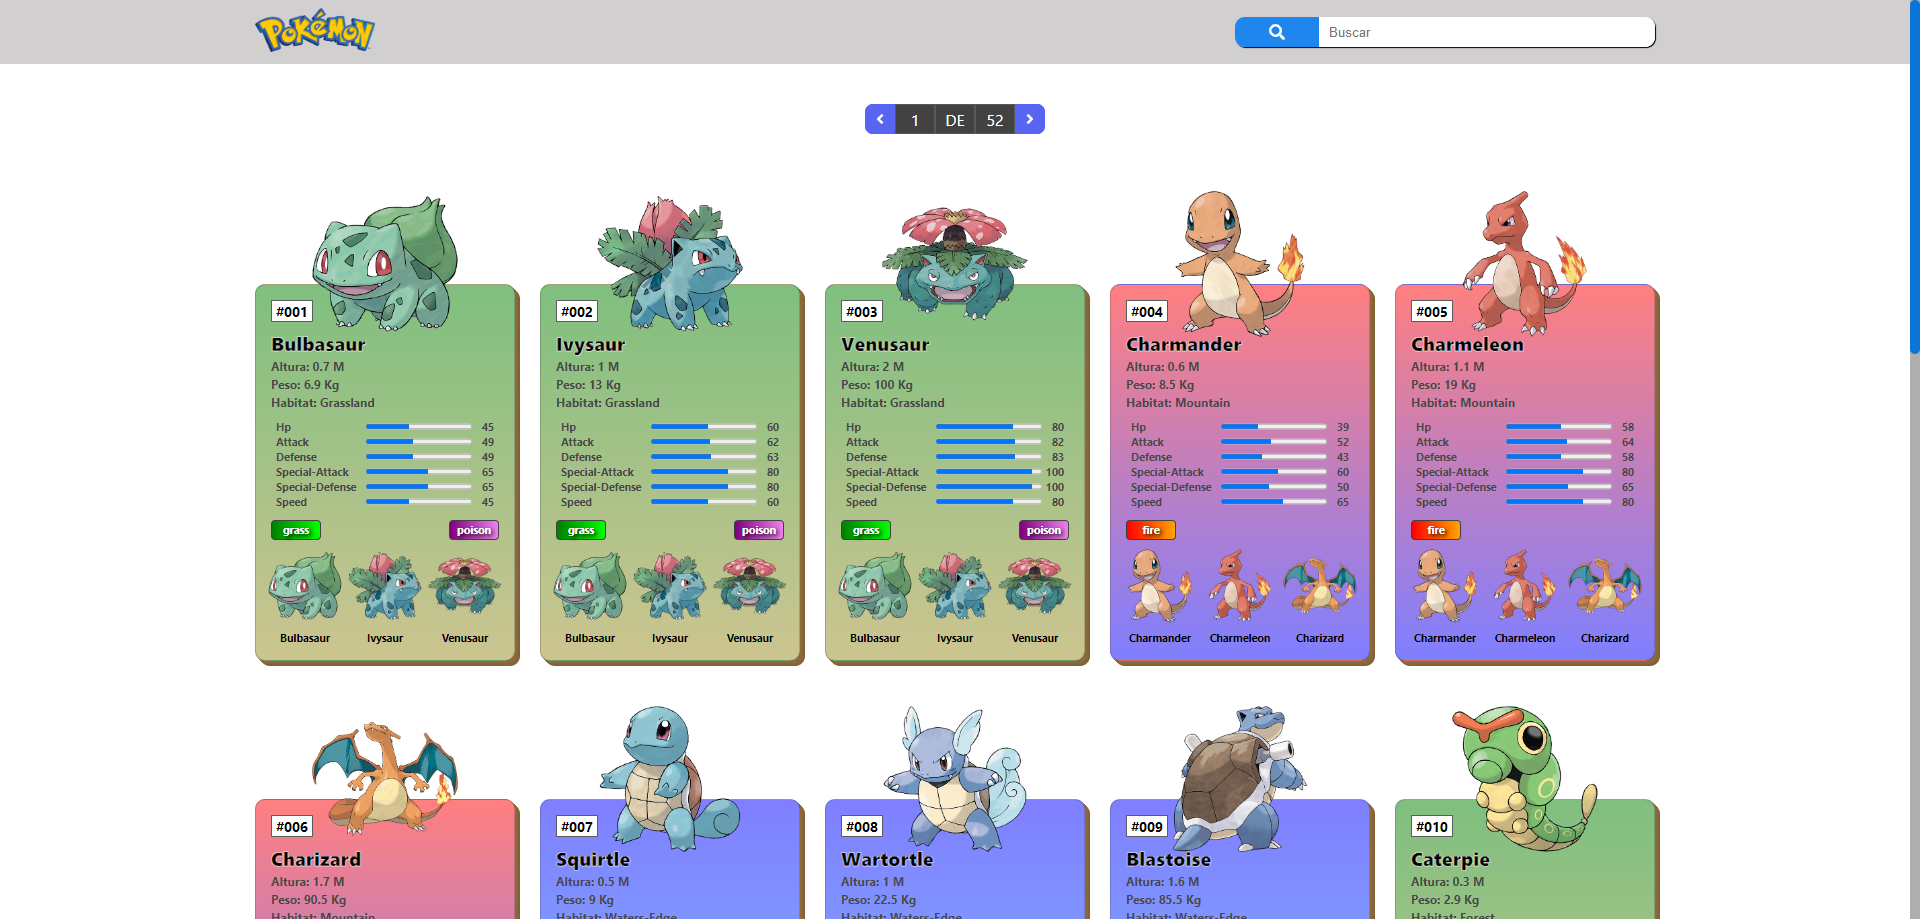 POKéMON
Buscar
1 DE 52
#001
Bulbasaur
Altura: 0.7 M
Peso: 6.9 Kg
Habitat: Grassland
Hp 45
Attack 49
Defense 49
Special-Attack 65
Special-Defense 65
Speed 45
grass poison
Bulbasaur Ivysaur Venusaur
#002
Ivysaur
Altura: 1 M
Peso: 13 Kg
Habitat: Grassland
Hp 60
Attack 62
Defense 63
Special-Attack 80
Special-Defense 80
Speed 60
grass poison
Bulbasaur Ivysaur Venusaur
#003
Venusaur
Altura: 2 M
Peso: 100 Kg
Habitat: Grassland
Hp 80
Attack 82
Defense 83
Special-Attack 100
Special-Defense 100
Speed 80
grass poison
Bulbasaur Ivysaur Venusaur
#004
Charmander
Altura: 0.6 M
Peso: 8.5 Kg
Habitat: Mountain
Hp 39
Attack 52
Defense 43
Special-Attack 60
Special-Defense 50
Speed 65
fire
Charmander Charmeleon Charizard
#005
Charmeleon
Altura: 1.1 M
Peso: 19 Kg
Habitat: Mountain
Hp 58
Attack 64
Defense 58
Special-Attack 80
Special-Defense 65
Speed 80
fire
Charmander Charmeleon Charizard
#006
Charizard
Altura: 1.7 M
Peso: 90.5 Kg
Habitat: Mountain
#007
Squirtle
Altura: 0.5 M
Peso: 9 Kg
Habitat: Waters-Edge
#008
Wartortle
Altura: 1 M
Peso: 22.5 Kg
Habitat: Waters-Edge
#009
Blastoise
Altura: 1.6 M
Peso: 85.5 Kg
Habitat: Waters-Edge
#010
Caterpie
Altura: 0.3 M
Peso: 2.9 Kg
Habitat: Forest